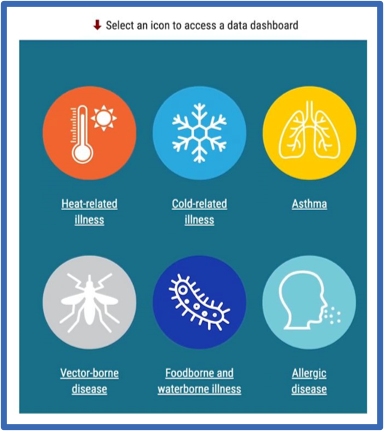 Select an icon to access a data dashboard
Heat-related
illness
Cold-related
illness
Asthma
Vector-borne
disease
Foodborne and
waterborne illness
Allergic
disease